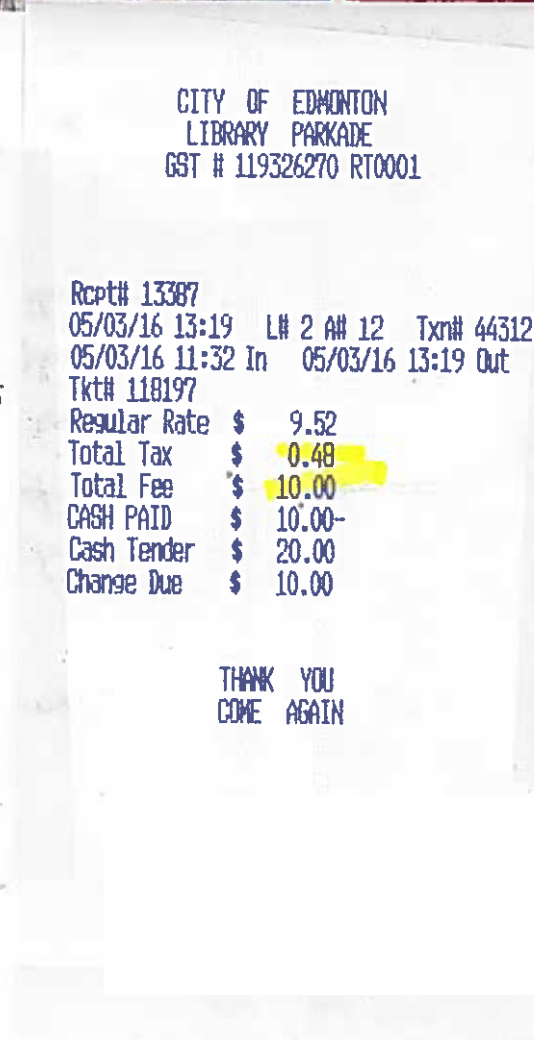 CITY OF EDMONTON
LIBRARY PARKADE
GST # 119326270 RT0001
Rcpt# 13387
05/03/16 13:19 L# 2 A# 12 Txn# 44312
05/03/16 11:32 In 05/03/16 13:19 Out
Tkt# 118197
Regular Rate $ 9.52
Total Tax $ 0.48
Total Fee $ 10.00
CASH PAID $ 10.00-
Cash Tender $ 20.00
Change Due $ 10.00
THANK YOU
COME AGAIN